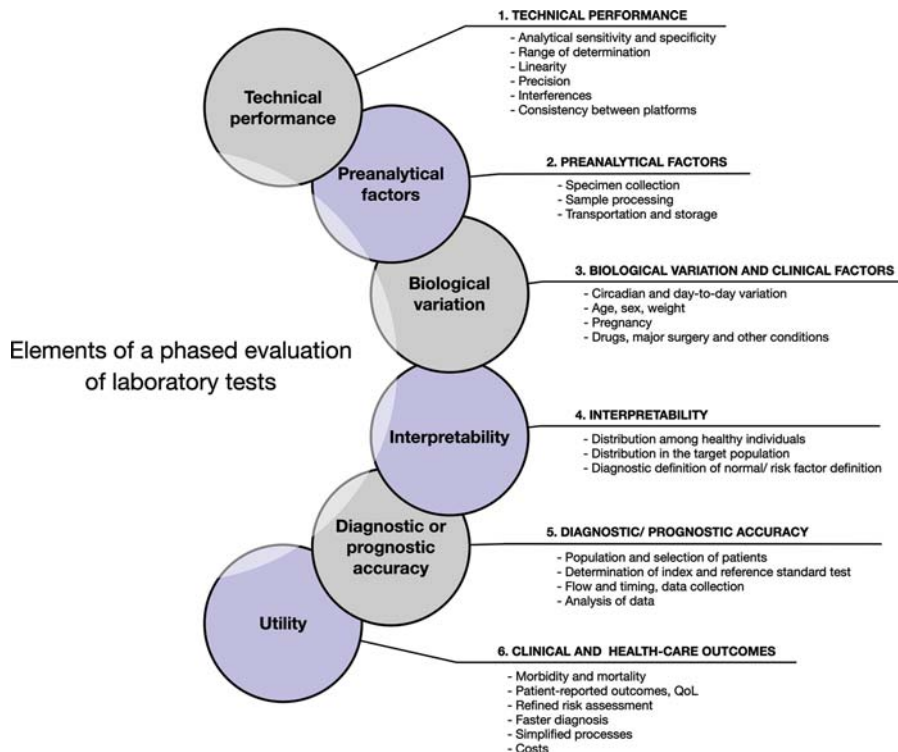 1. TECHNICAL PERFORMANCE
- Analytical sensitivity and specificity
- Range of determination
- Linearity
- Precision
- Interferences
- Consistency between platforms
Technical
performance
2. PREANALYTICAL FACTORS
- Specimen collection
- Sample processing
- Transportation and storage
Preanalytical
factors
3. BIOLOGICAL VARIATION AND CLINICAL FACTORS
- Circadian and day-to-day variation
- Age, sex, weight
- Pregnancy
- Drugs, major surgery and other conditions
Biological
variation
Elements of a phased evaluation
of laboratory tests
4. INTERPRETABILITY
- Distribution among healthy individuals
- Distribution in the target population
- Diagnostic definition of normal/ risk factor definition
Interpretability
5. DIAGNOSTIC/ PROGNOSTIC ACCURACY
- Population and selection of patients
- Determination of index and reference standard test
- Flow and timing, data collection
- Analysis of data
Diagnostic or
prognostic
accuracy
Utility
6. CLINICAL AND HEALTH-CARE OUTCOMES
- Morbidity and mortality
- Patient-reported outcomes, QoL
- Refined risk assessment
- Faster diagnosis
- Simplified processes
- Costs